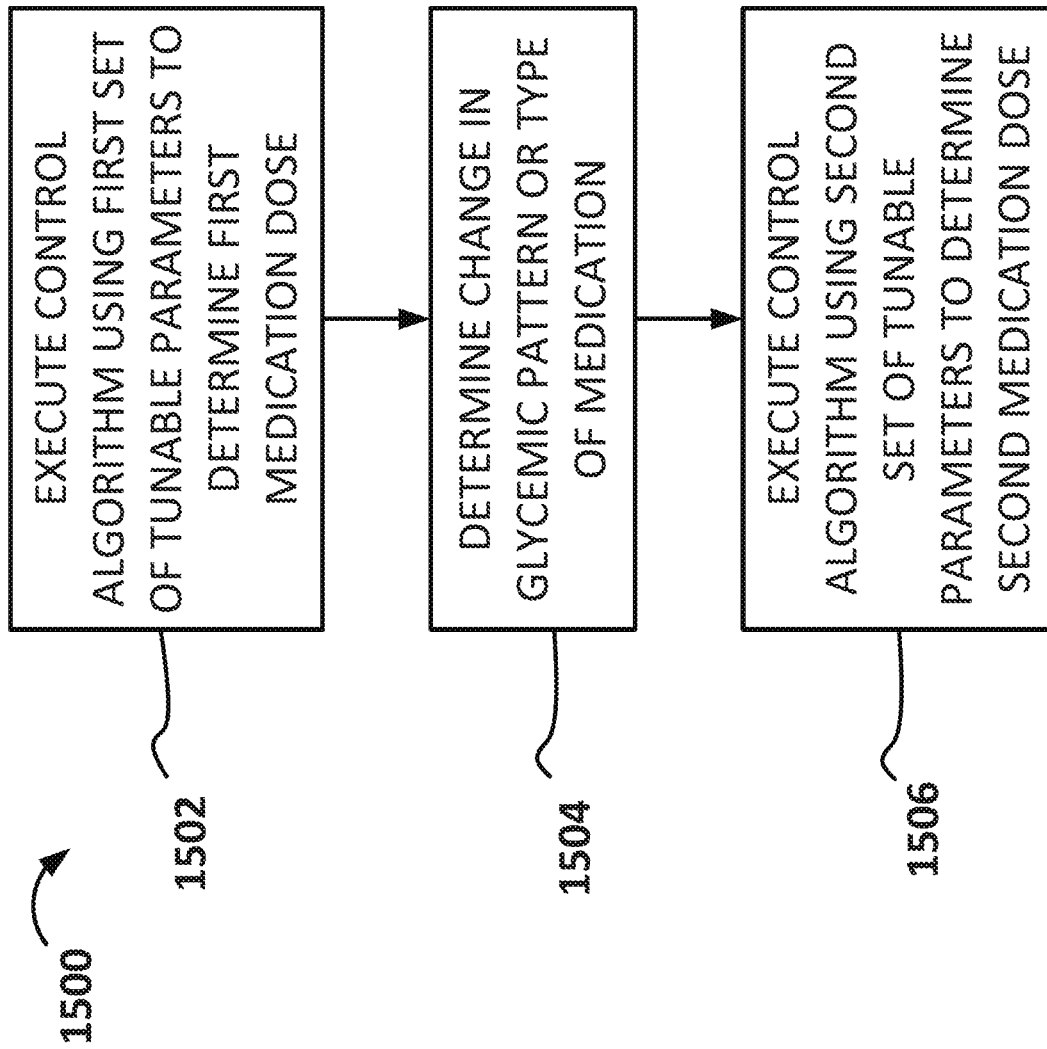 1500
1502
EXECUTE CONTROL
ALGORITHM USING FIRST SET
OF TUNABLE PARAMETERS TO
DETERMINE FIRST
MEDICATION DOSE
1504
DETERMINE CHANGE IN
GLYCEMIC PATTERN OR TYPE
OF MEDICATION
1506
EXECUTE CONTROL
ALGORITHM USING SECOND
SET OF TUNABLE
PARAMETERS TO DETERMINE
SECOND MEDICATION DOSE